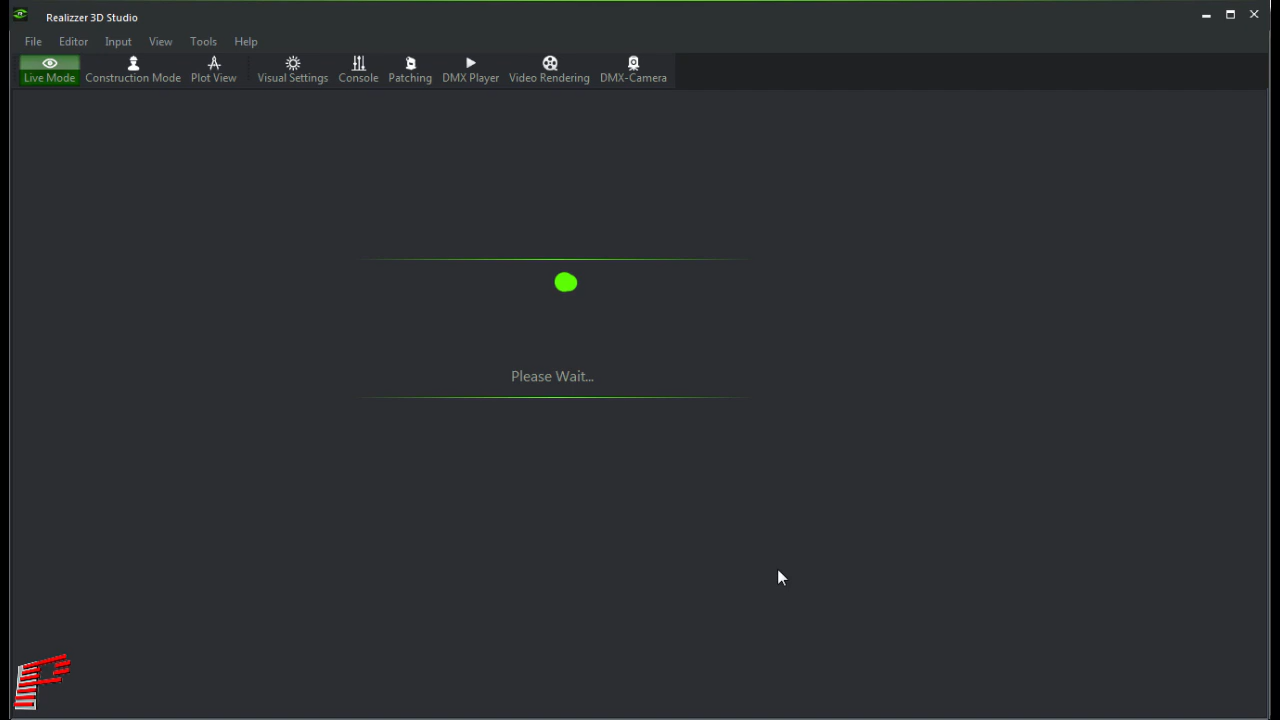 Realizzer 3D Studio
File Editor Input View Tools Help
Live Mode Construction Mode Plot View Visual Settings Console Patching DMX Player Video Rendering DMX-Camera
Please Wait...